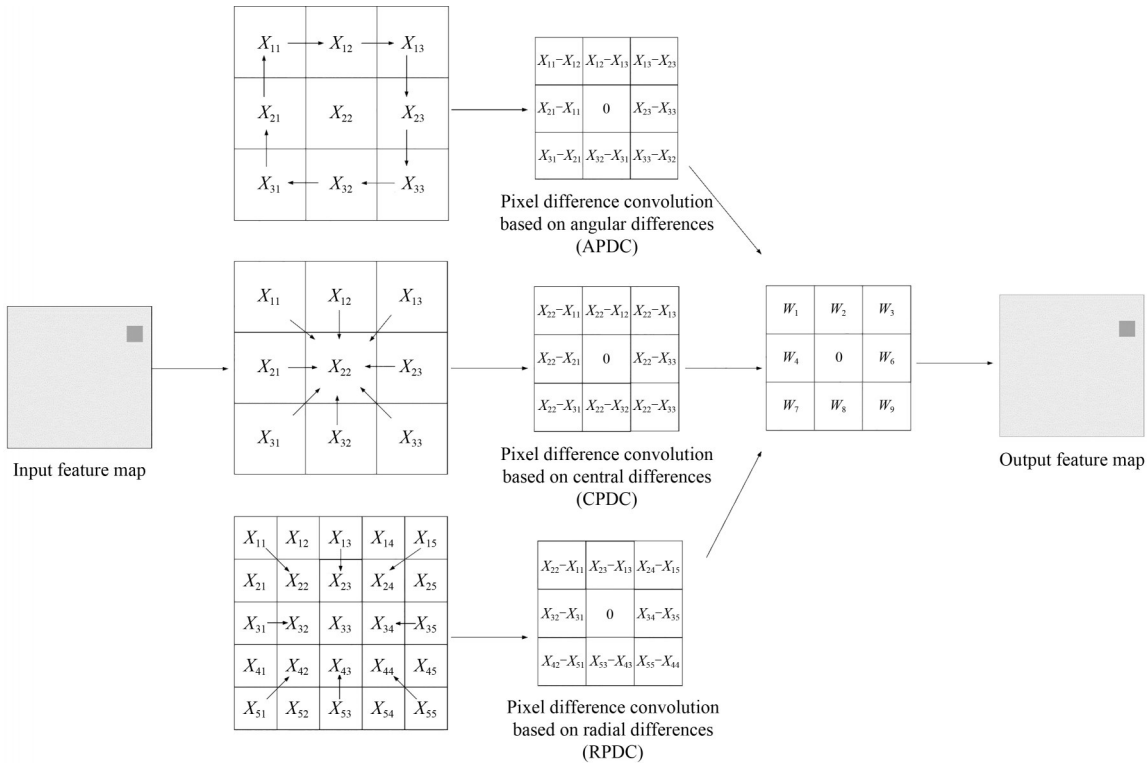 X₁₁ X₁₂ X₁₃
X₂₁ X₂₂ X₂₃
X₃₁ X₃₂ X₃₃
X₁₁−X₁₂ X₁₂−X₁₃ X₁₃−X₂₃
X₂₁−X₁₁ 0 X₂₃−X₃₃
X₃₁−X₂₁ X₃₂−X₃₁ X₃₃−X₃₂
Pixel difference convolution
based on angular differences
(APDC)
Input feature map
X₁₁ X₁₂ X₁₃
X₂₁ X₂₂ X₂₃
X₃₁ X₃₂ X₃₃
X₂₂−X₁₁ X₂₂−X₁₂ X₂₂−X₁₃
X₂₂−X₂₁ 0 X₂₂−X₃₃
X₂₂−X₃₁ X₂₂−X₃₂ X₂₂−X₃₃
Pixel difference convolution
based on central differences
(CPDC)
X₁₁ X₁₂ X₁₃ X₁₄ X₁₅
X₂₁ X₂₂ X₂₃ X₂₄ X₂₅
X₃₁ X₃₂ X₃₃ X₃₄ X₃₅
X₄₁ X₄₂ X₄₃ X₄₄ X₄₅
X₅₁ X₅₂ X₅₃ X₅₄ X₅₅
X₂₂−X₁₁ X₂₃−X₁₃ X₂₄−X₁₅
X₃₂−X₃₁ 0 X₃₄−X₃₅
X₄₂−X₅₁ X₅₃−X₄₃ X₅₅−X₄₄
Pixel difference convolution
based on radial differences
(RPDC)
W₁ W₂ W₃
W₄ 0 W₆
W₇ W₈ W₉
Output feature map